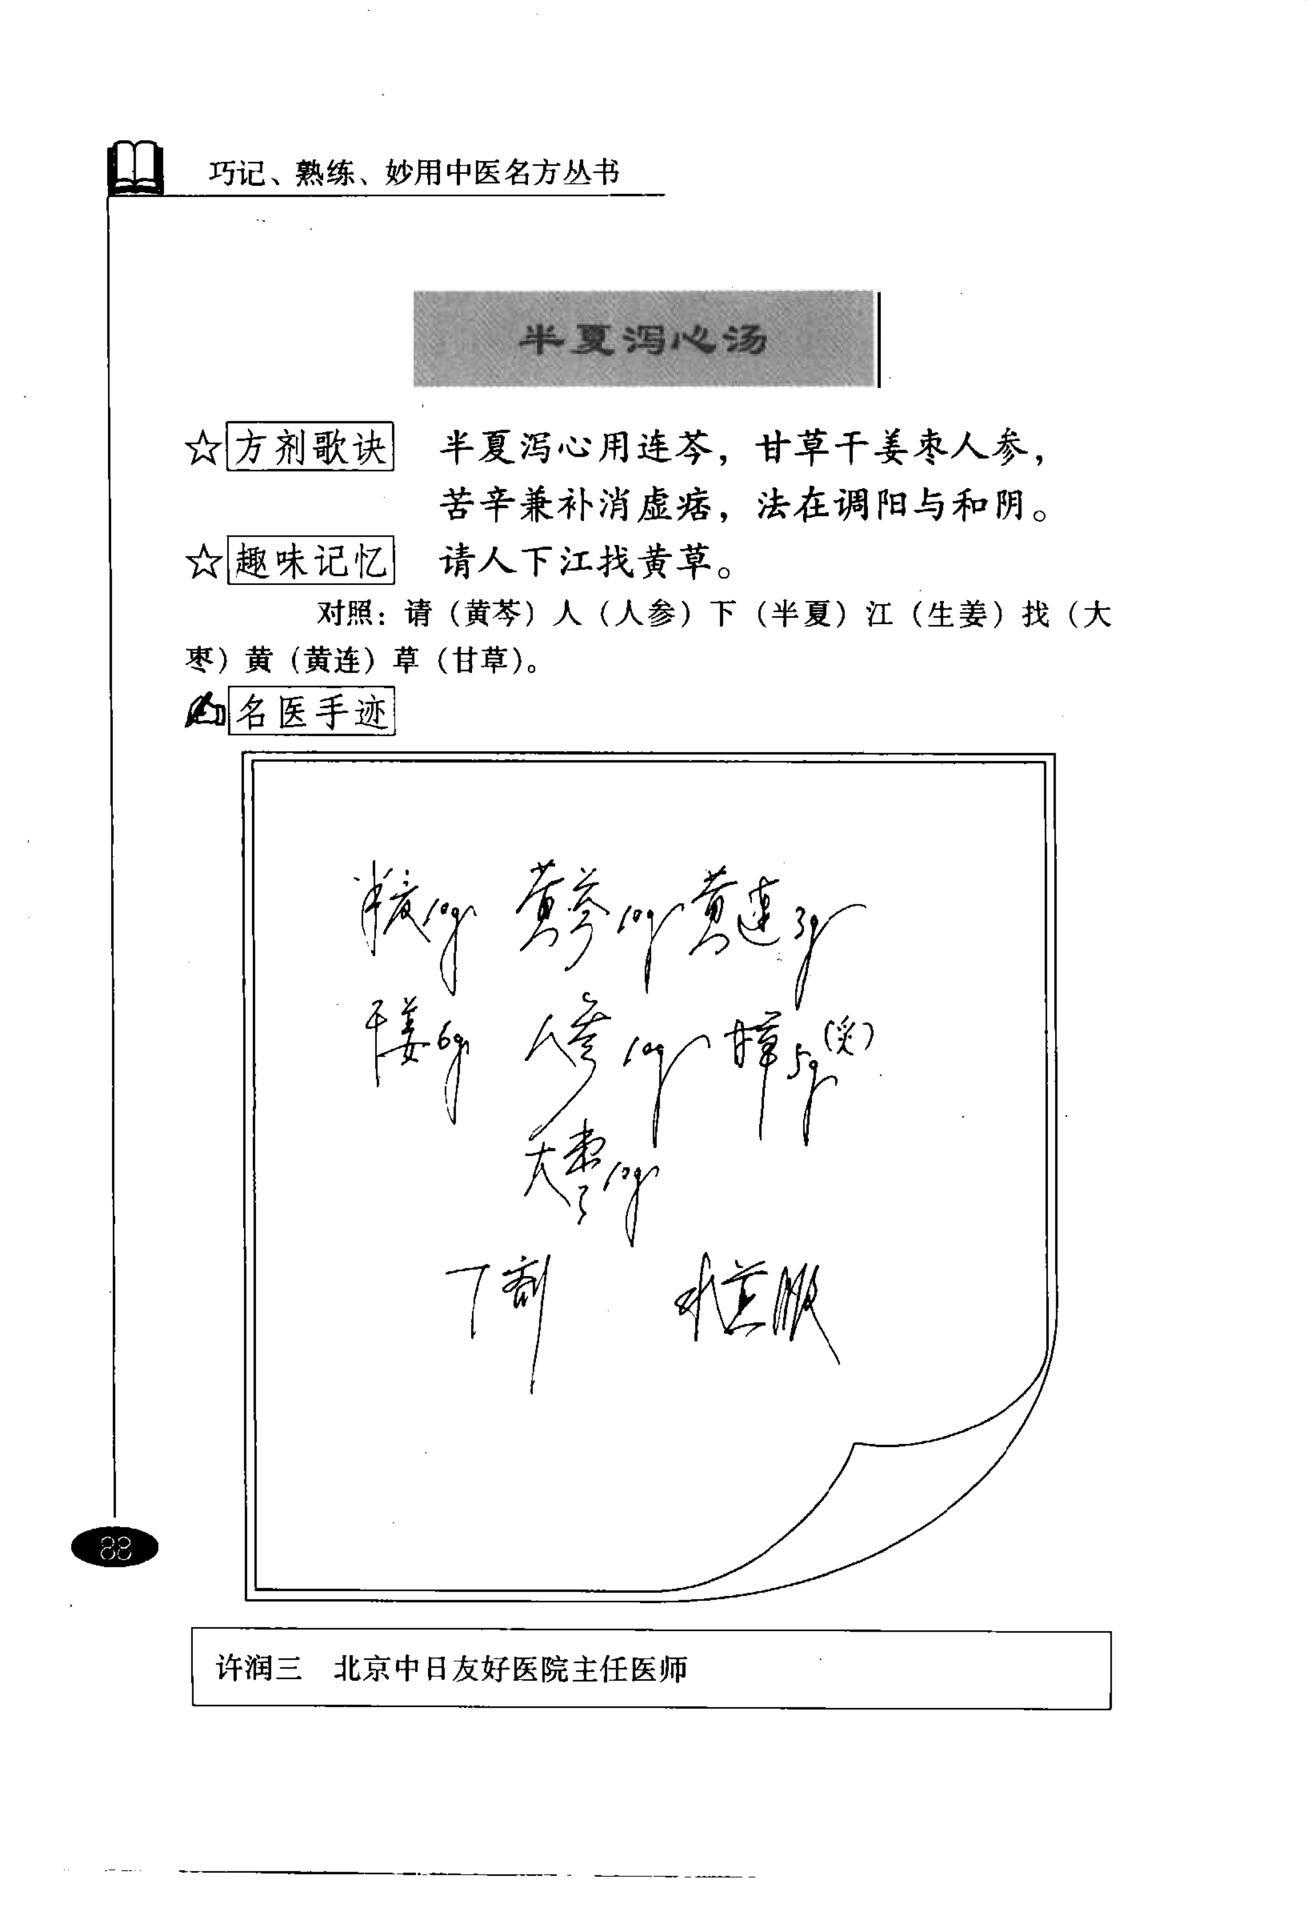 巧记、熟练、妙用中医名方丛书
半夏泻心汤
☆方剂歌诀 半夏泻心用连芩，甘草干姜枣人参，
苦辛兼补消虚痞，法在调阳与和阴。
☆趣味记忆 请人下江找黄草。
对照：请（黄芩）人（人参）下（半夏）江（生姜）找（大
枣）黄（黄连）草（甘草）。
名医手迹
半夏10g 黄芩10g 黄连3g
干姜6g 人参10g 甘草5g(炙)
大枣10g
剂 水煎服
88
许润三 北京中日友好医院主任医师